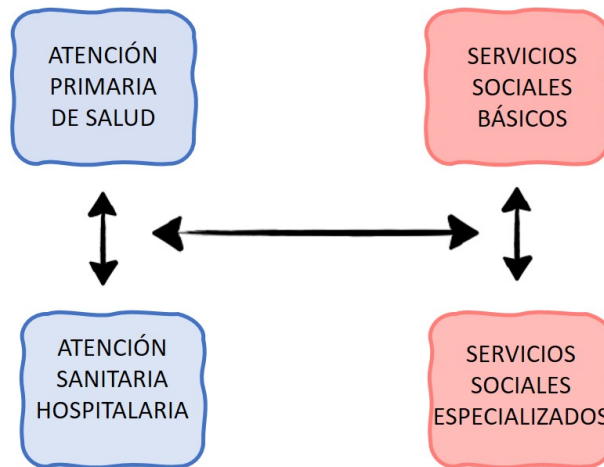 ATENCIÓN
PRIMARIA
DE SALUD
SERVICIOS
SOCIALES
BÁSICOS
ATENCIÓN
SANITARIA
HOSPITALARIA
SERVICIOS
SOCIALES
ESPECIALIZADOS